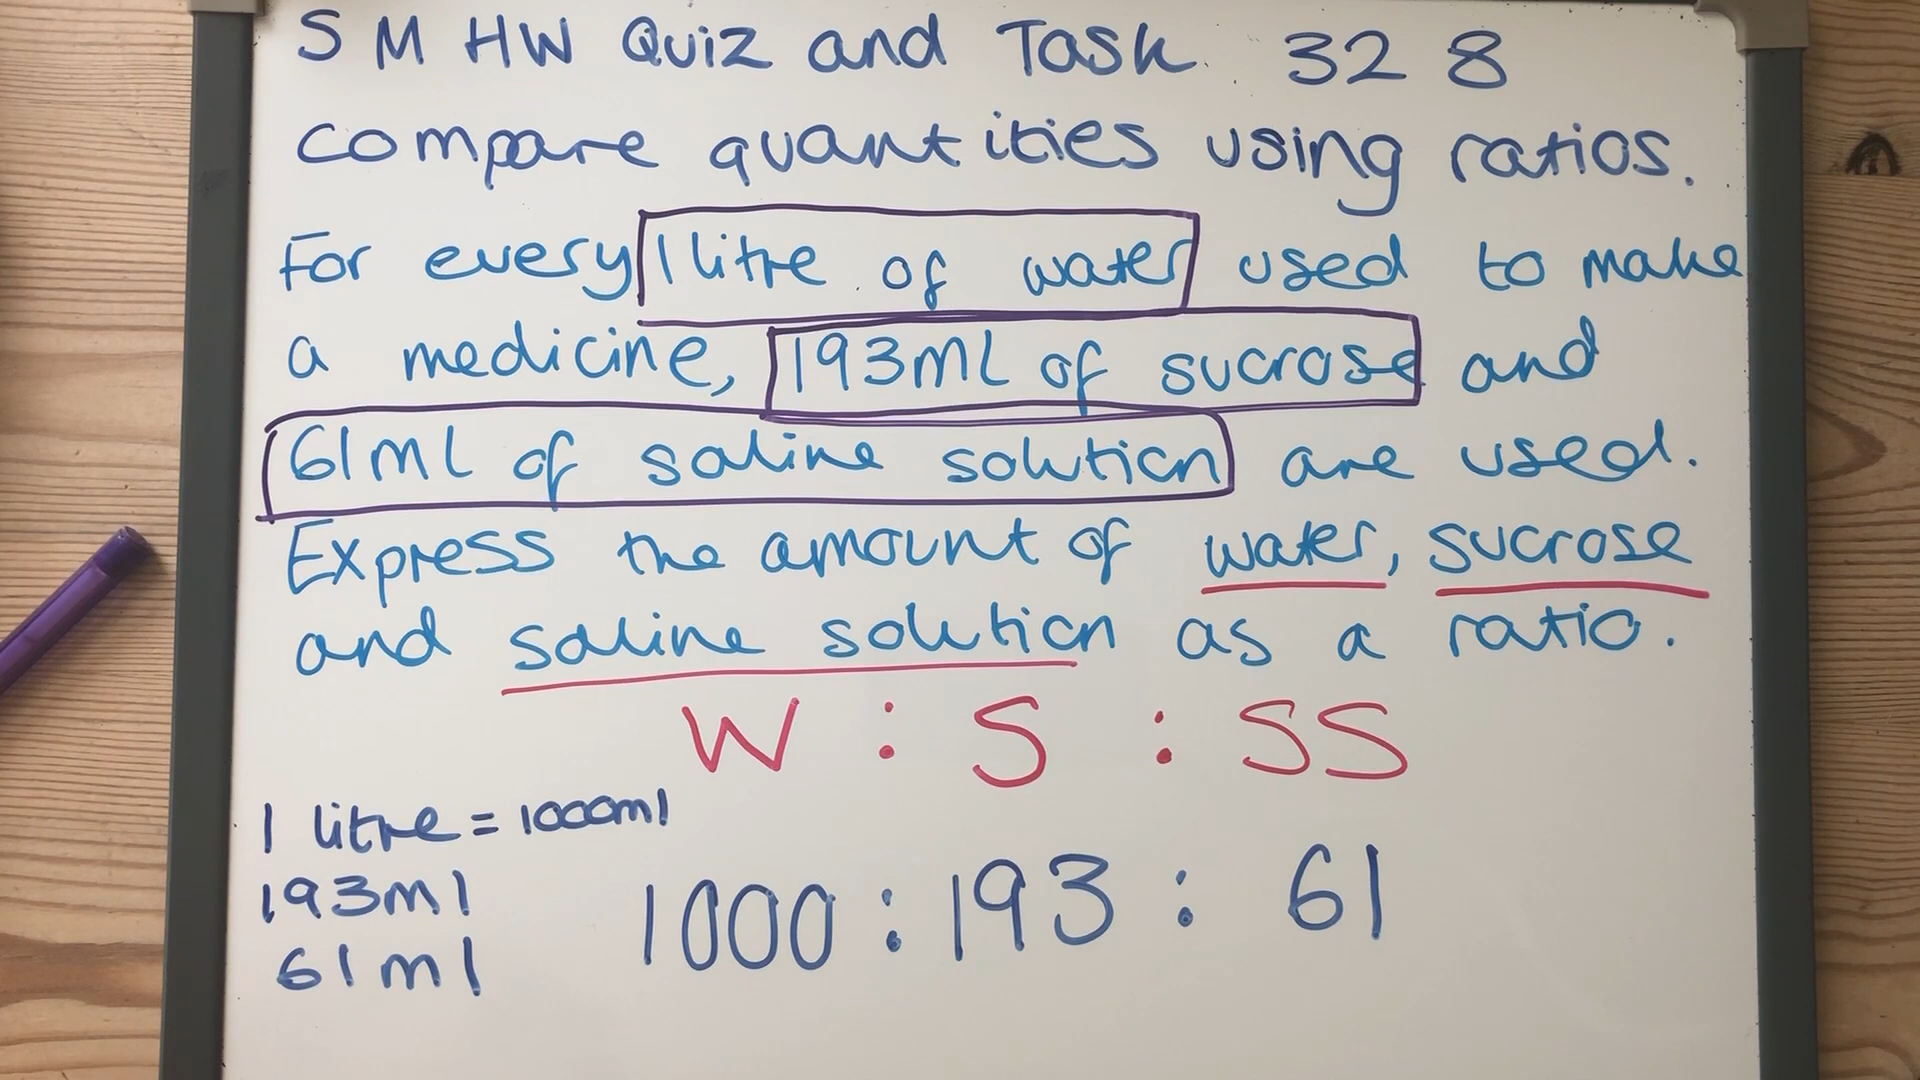 SMHW Quiz and Task 32 8
compare quantities using ratios.
For every 1 litre of water used to make
a medicine, 193ml of sucrose and
61ml of saline solution are used.
Express the amount of water, sucrose
and saline solution as a ratio.
W : S : SS
1 litre = 1000ml
193ml
61ml
1000 : 193 : 61